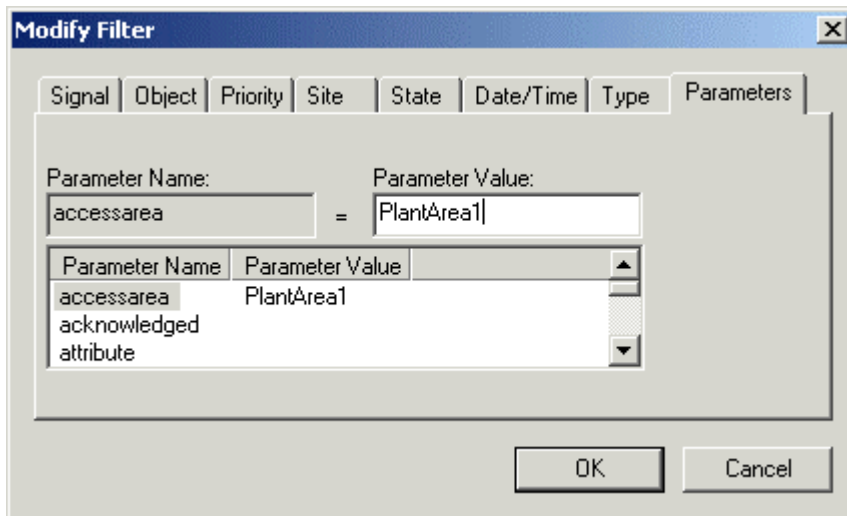 Modify Filter
Signal Object Priority Site State Date/Time Type Parameters
Parameter Name: Parameter Value:
accessarea = PlantArea1
Parameter Name Parameter Value
accessarea PlantArea1
acknowledged
attribute
OK Cancel